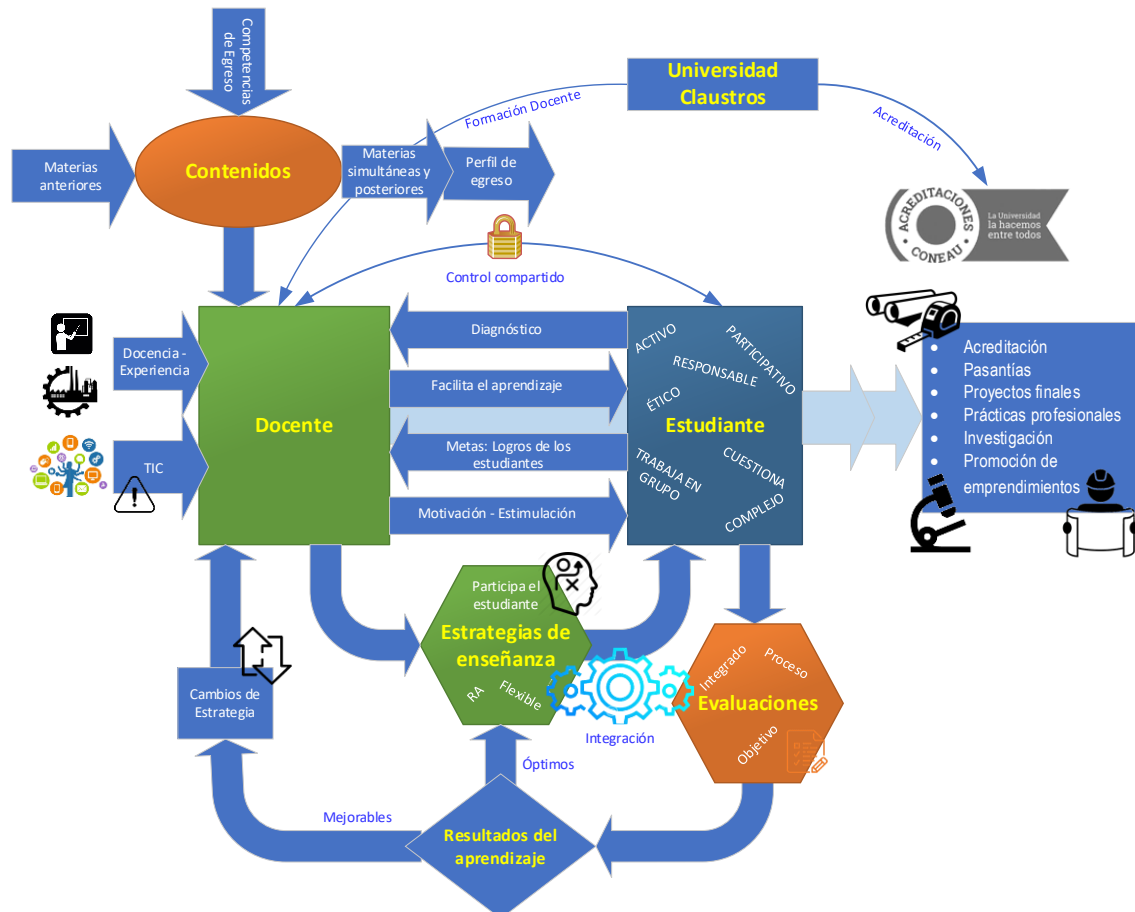 Competencias
de Egreso
Universidad
Claustros
Formación Docente
Acreditación
Materias
anteriores
Contenidos
Materias
simultáneas y
posteriores
Perfil de
egreso
ACREDITACIONES
CONEAU
La Universidad
la hacemos
entre todos
Control compartido
Docencia -
Experiencia
TIC
Docente
Diagnóstico
Facilita el aprendizaje
Metas: Logros de los
estudiantes
Motivación - Estimulación
ACTIVO
PARTICIPATIVO
RESPONSABLE
ÉTICO
Estudiante
TRABAJA EN
GRUPO
CUESTIONA
COMPLEJO
• Acreditación
• Pasantías
• Proyectos finales
• Prácticas profesionales
• Investigación
• Promoción de
emprendimientos
Participa el
estudiante
Estrategias de
enseñanza
RA
Flexible
Integración
Integrado
Proceso
Evaluaciones
Objetivo
Cambios de
Estrategia
Óptimos
Mejorables
Resultados del
aprendizaje